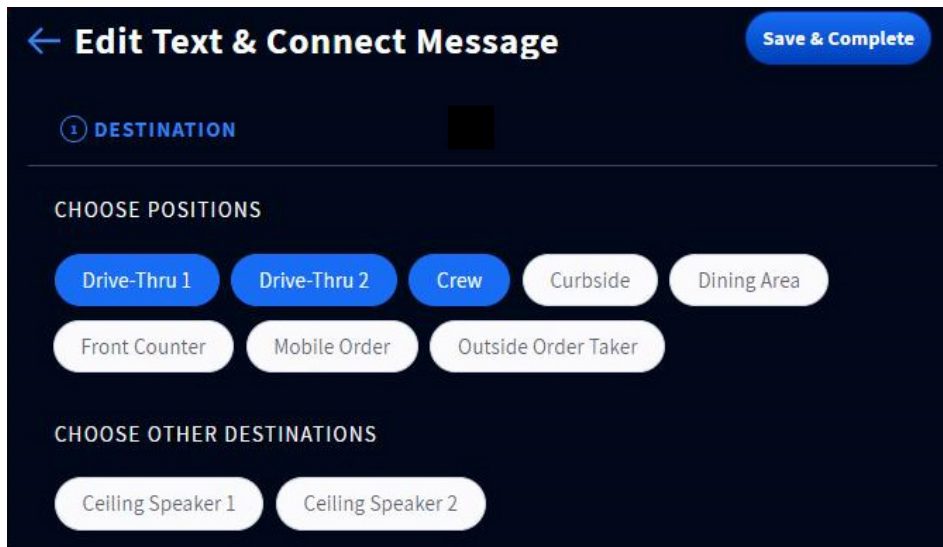 ← Edit Text & Connect Message Save & Complete
1 DESTINATION
CHOOSE POSITIONS
Drive-Thru 1 Drive-Thru 2 Crew Curbside Dining Area
Front Counter Mobile Order Outside Order Taker
CHOOSE OTHER DESTINATIONS
Ceiling Speaker 1 Ceiling Speaker 2